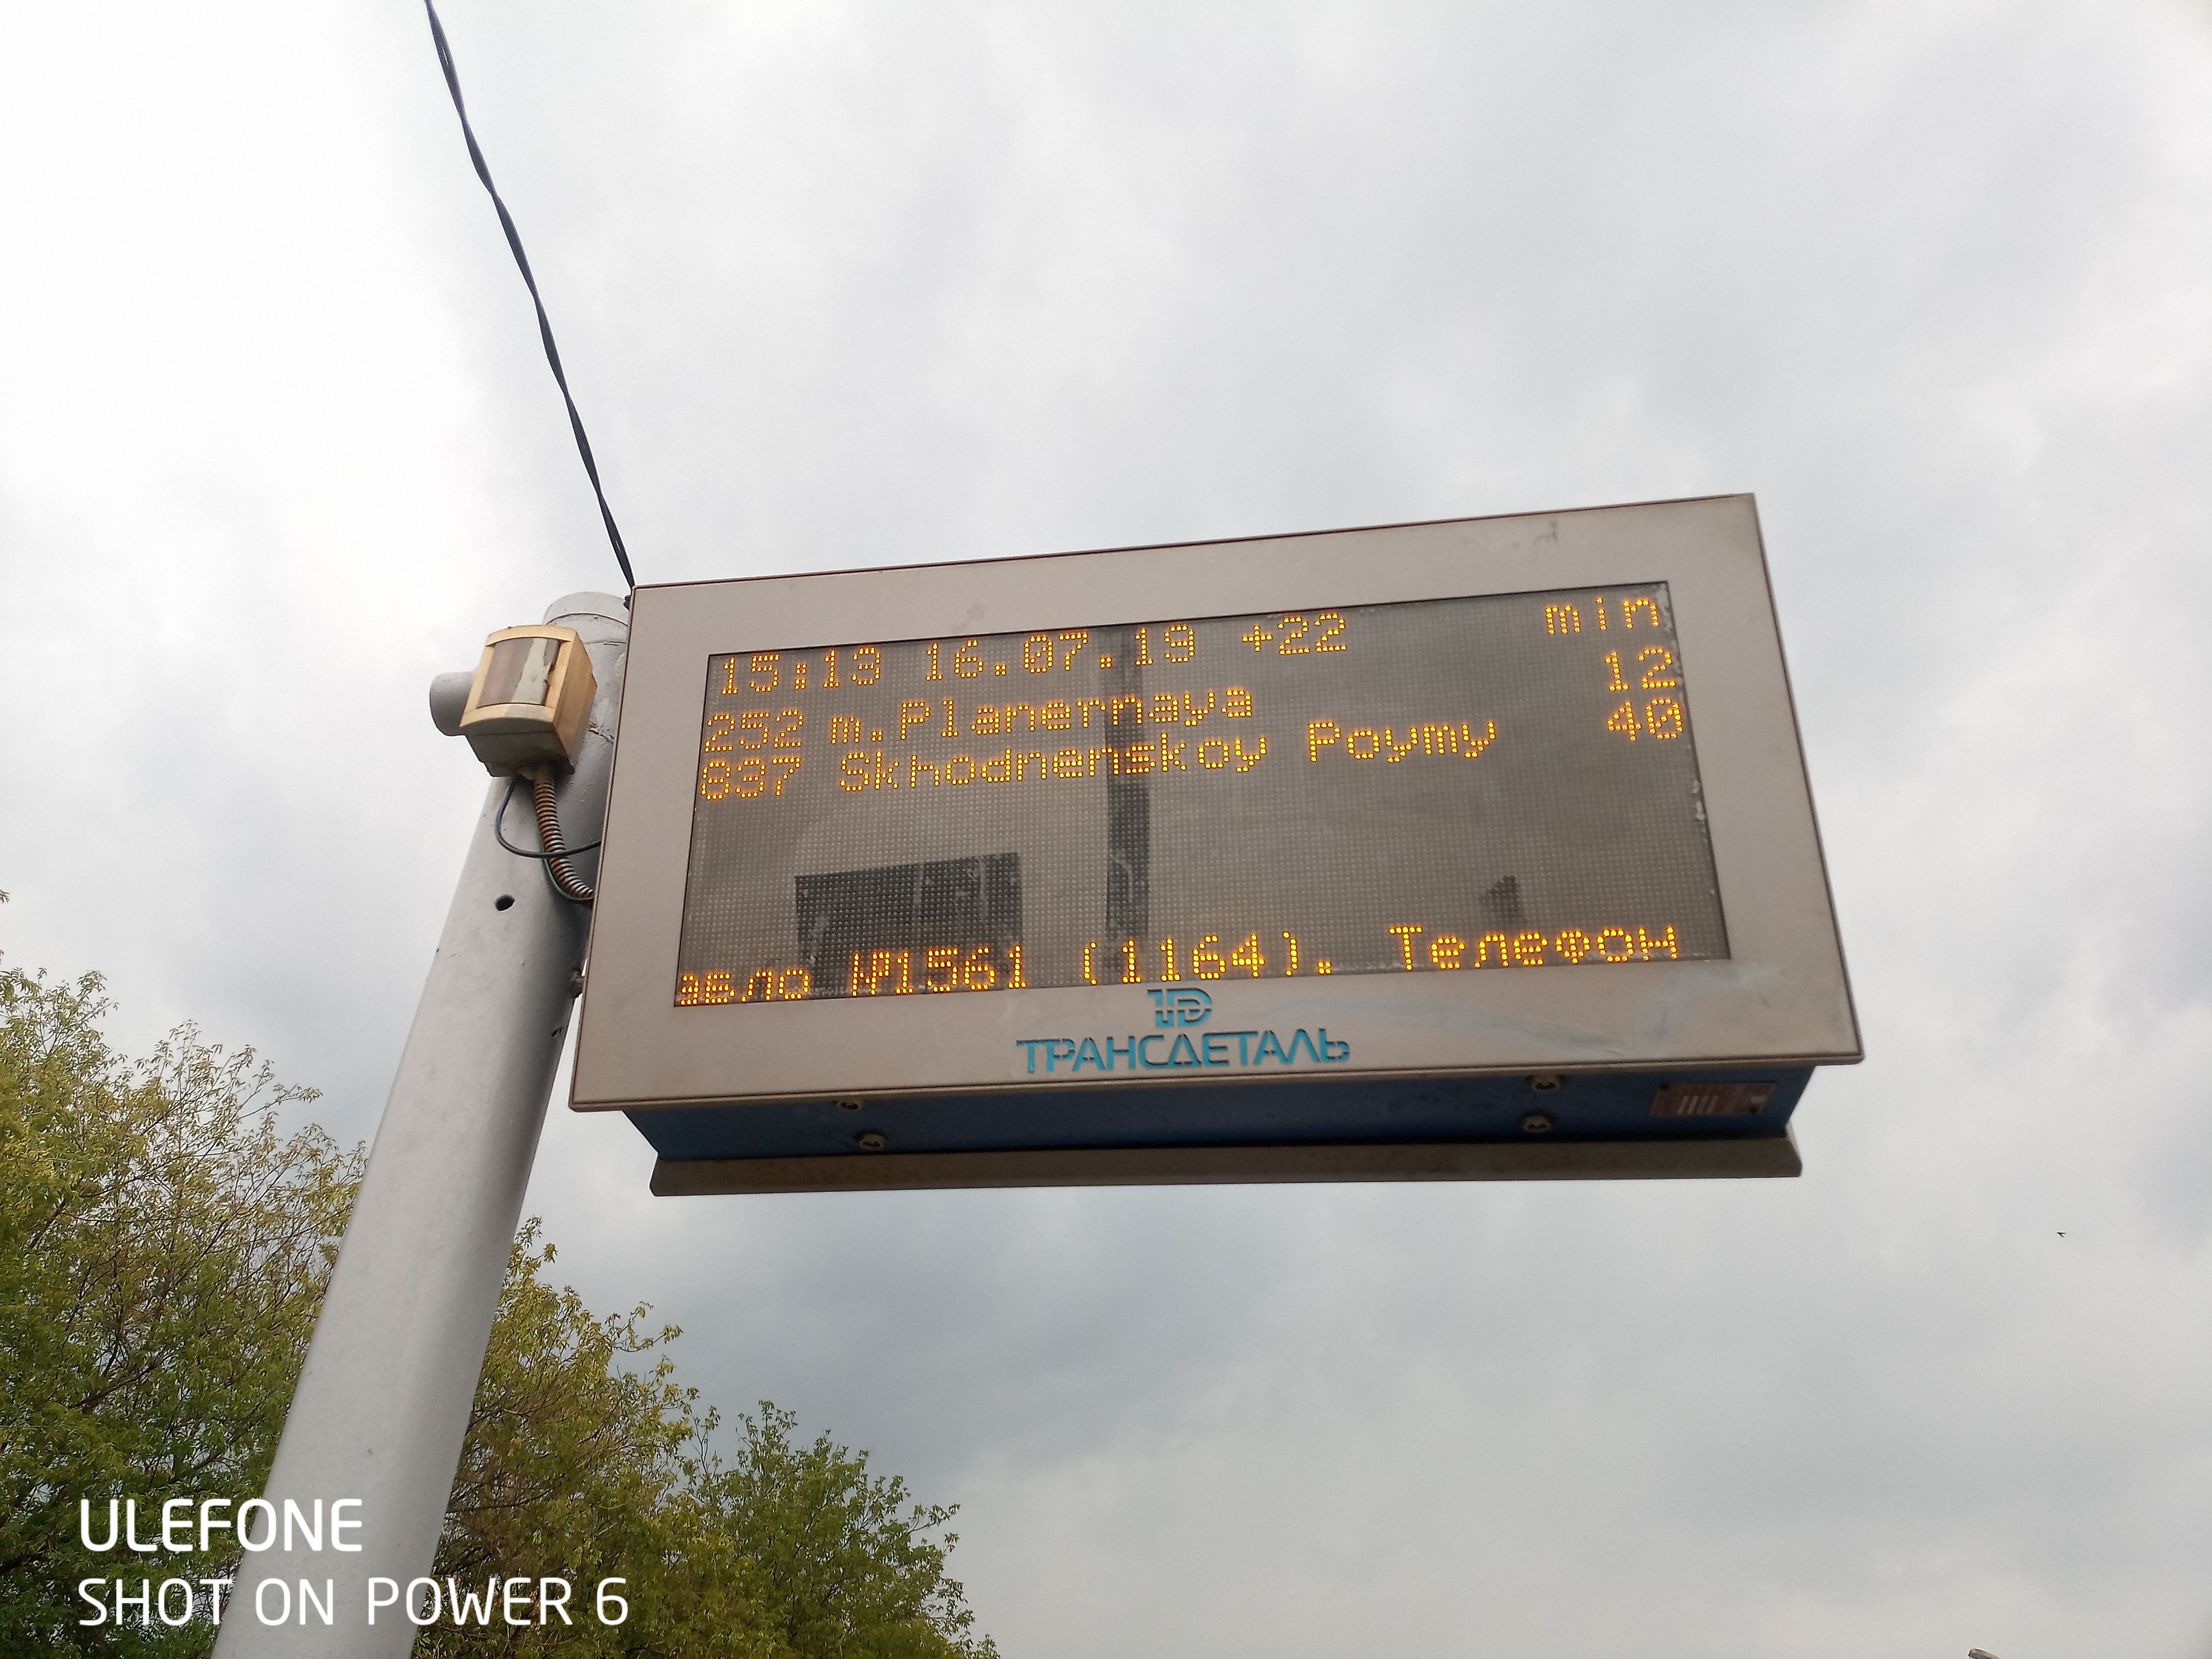 15:13 16.07.19 +22 min
252 m.Planernaya 12
837 Skhodnenskoy Poymy 40
абло №1561 (1164). Телефон
ТРАНСДЕТАЛЬ
ULEFONE
SHOT ON POWER 6